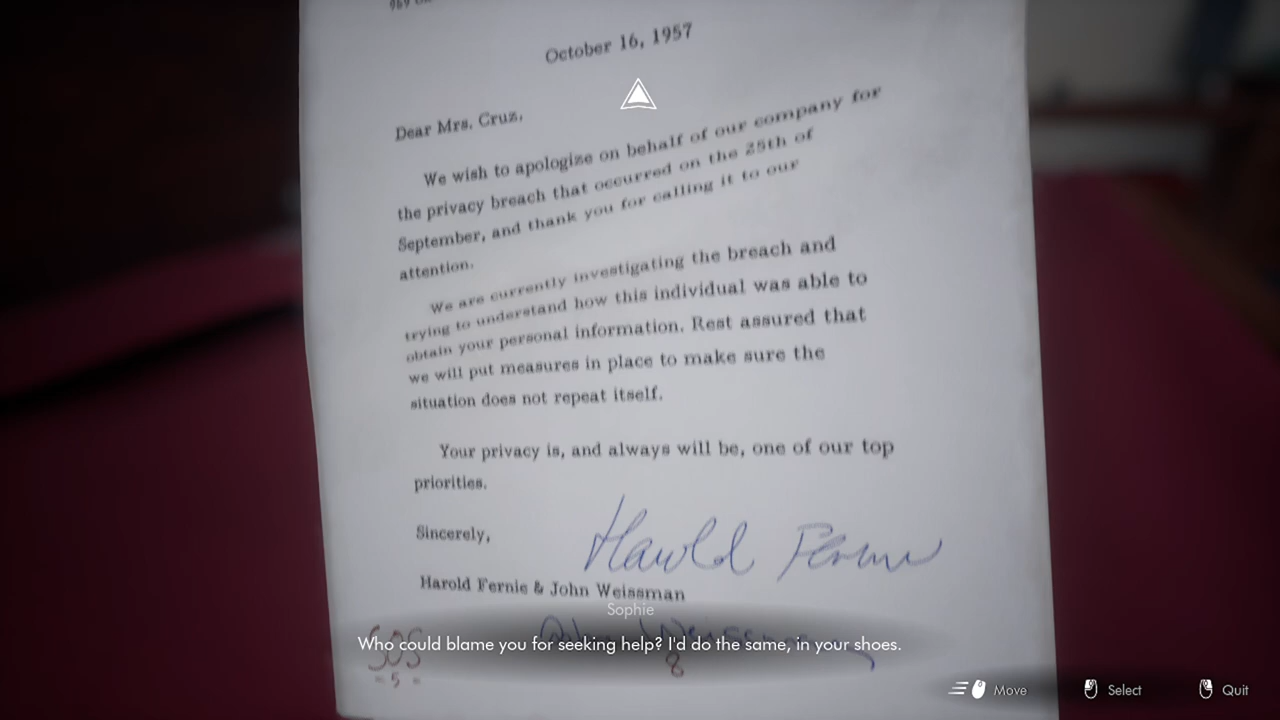 October 16, 1957
Dear Mrs. Cruz,
We wish to apologize on behalf of our company for
the privacy breach that occurred on the 25th of
September, and thank you for calling it to our
attention.
We are currently investigating the breach and
trying to understand how this individual was able to
obtain your personal information. Rest assured that
we will put measures in place to make sure the
situation does not repeat itself.
Your privacy is, and always will be, one of our top
priorities.
Sincerely,
Harold Fernie
Harold Fernie & John Weissman
Sophie
Who could blame you for seeking help? I'd do the same, in your shoes.
SOS
8
= 5 =
Move
Select
Quit